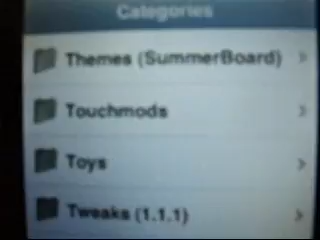 Categories
Themes (SummerBoard)
Touchmods
Toys
Tweaks (1.1.1)